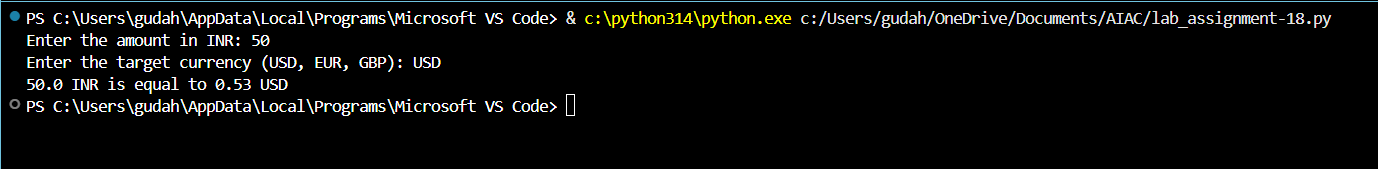 PS C:\Users\gudah\AppData\Local\Programs\Microsoft VS Code> & c:\python314\python.exe c:/Users/gudah/OneDrive/Documents/AIAC/lab_assignment-18.py
Enter the amount in INR: 50
Enter the target currency (USD, EUR, GBP): USD
50.0 INR is equal to 0.53 USD
PS C:\Users\gudah\AppData\Local\Programs\Microsoft VS Code>